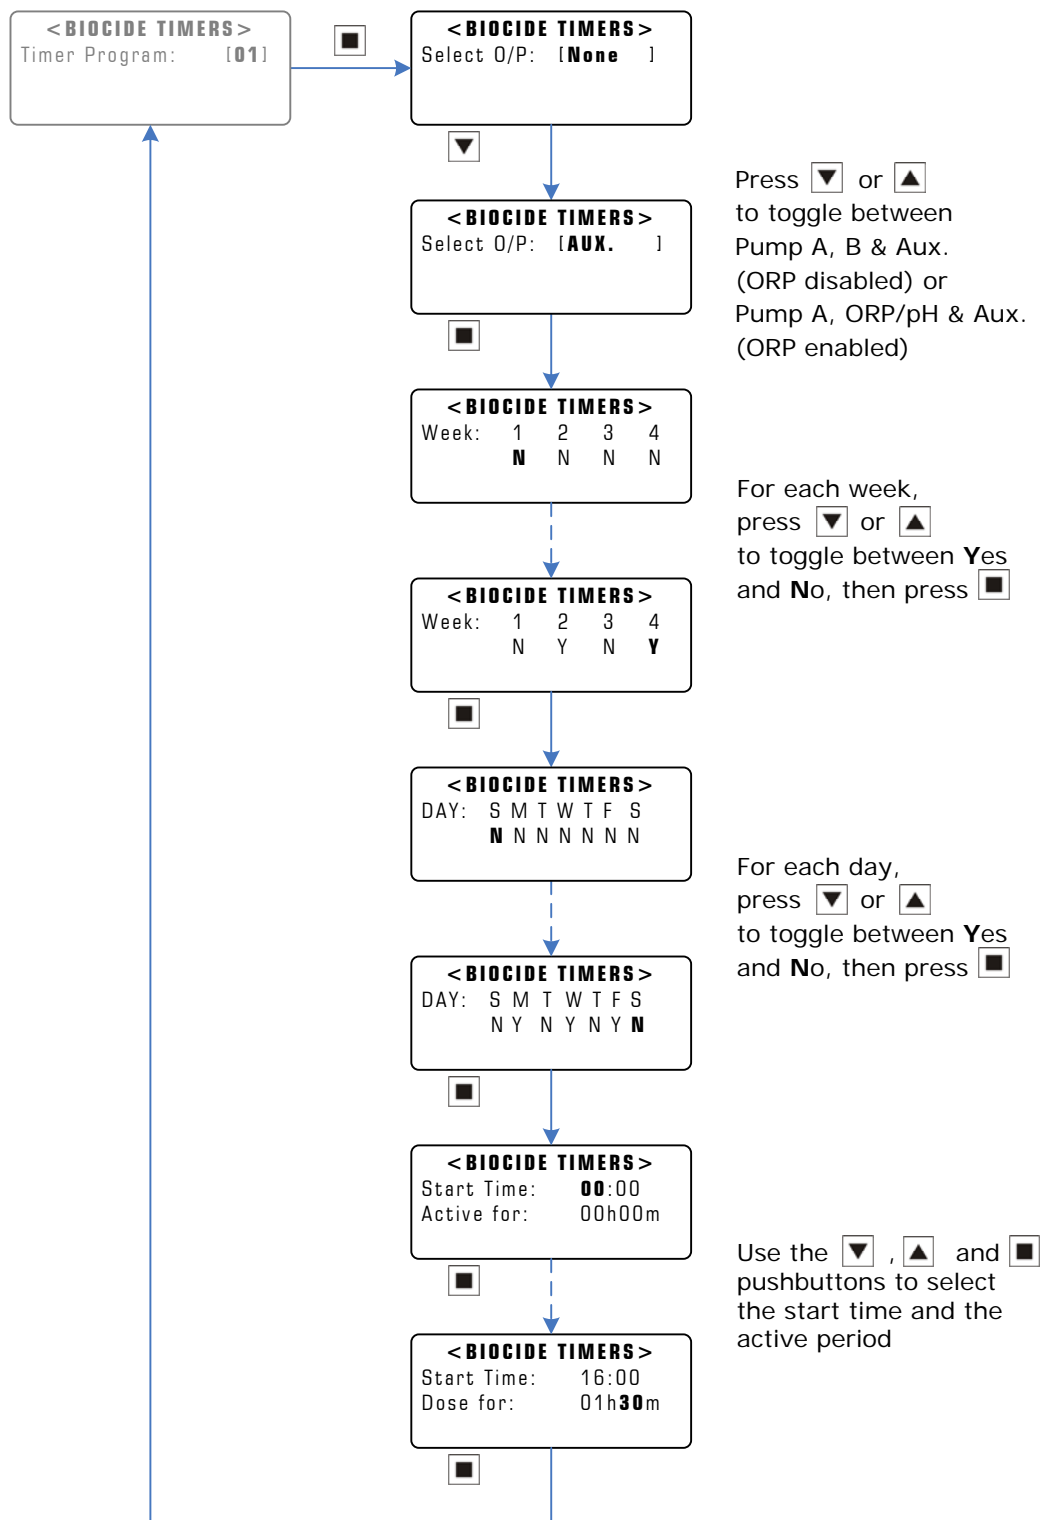 <BIOCIDE TIMERS>
Timer Program: [01]
<BIOCIDE TIMERS>
Select O/P: [None ]
<BIOCIDE TIMERS>
Select O/P: [AUX. ]
Press ▼ or ▲
to toggle between
Pump A, B & Aux.
(ORP disabled) or
Pump A, ORP/pH & Aux.
(ORP enabled)
<BIOCIDE TIMERS>
Week: 1 2 3 4
N N N N
For each week,
press ▼ or ▲
to toggle between Yes
and No, then press ■
<BIOCIDE TIMERS>
Week: 1 2 3 4
N Y N Y
<BIOCIDE TIMERS>
DAY: S M T W T F S
N N N N N N N
For each day,
press ▼ or ▲
to toggle between Yes
and No, then press ■
<BIOCIDE TIMERS>
DAY: S M T W T F S
N Y N Y N Y N
<BIOCIDE TIMERS>
Start Time: 00:00
Active for: 00h00m
Use the ▼ , ▲ and ■
pushbuttons to select
the start time and the
active period
<BIOCIDE TIMERS>
Start Time: 16:00
Dose for: 01h30m